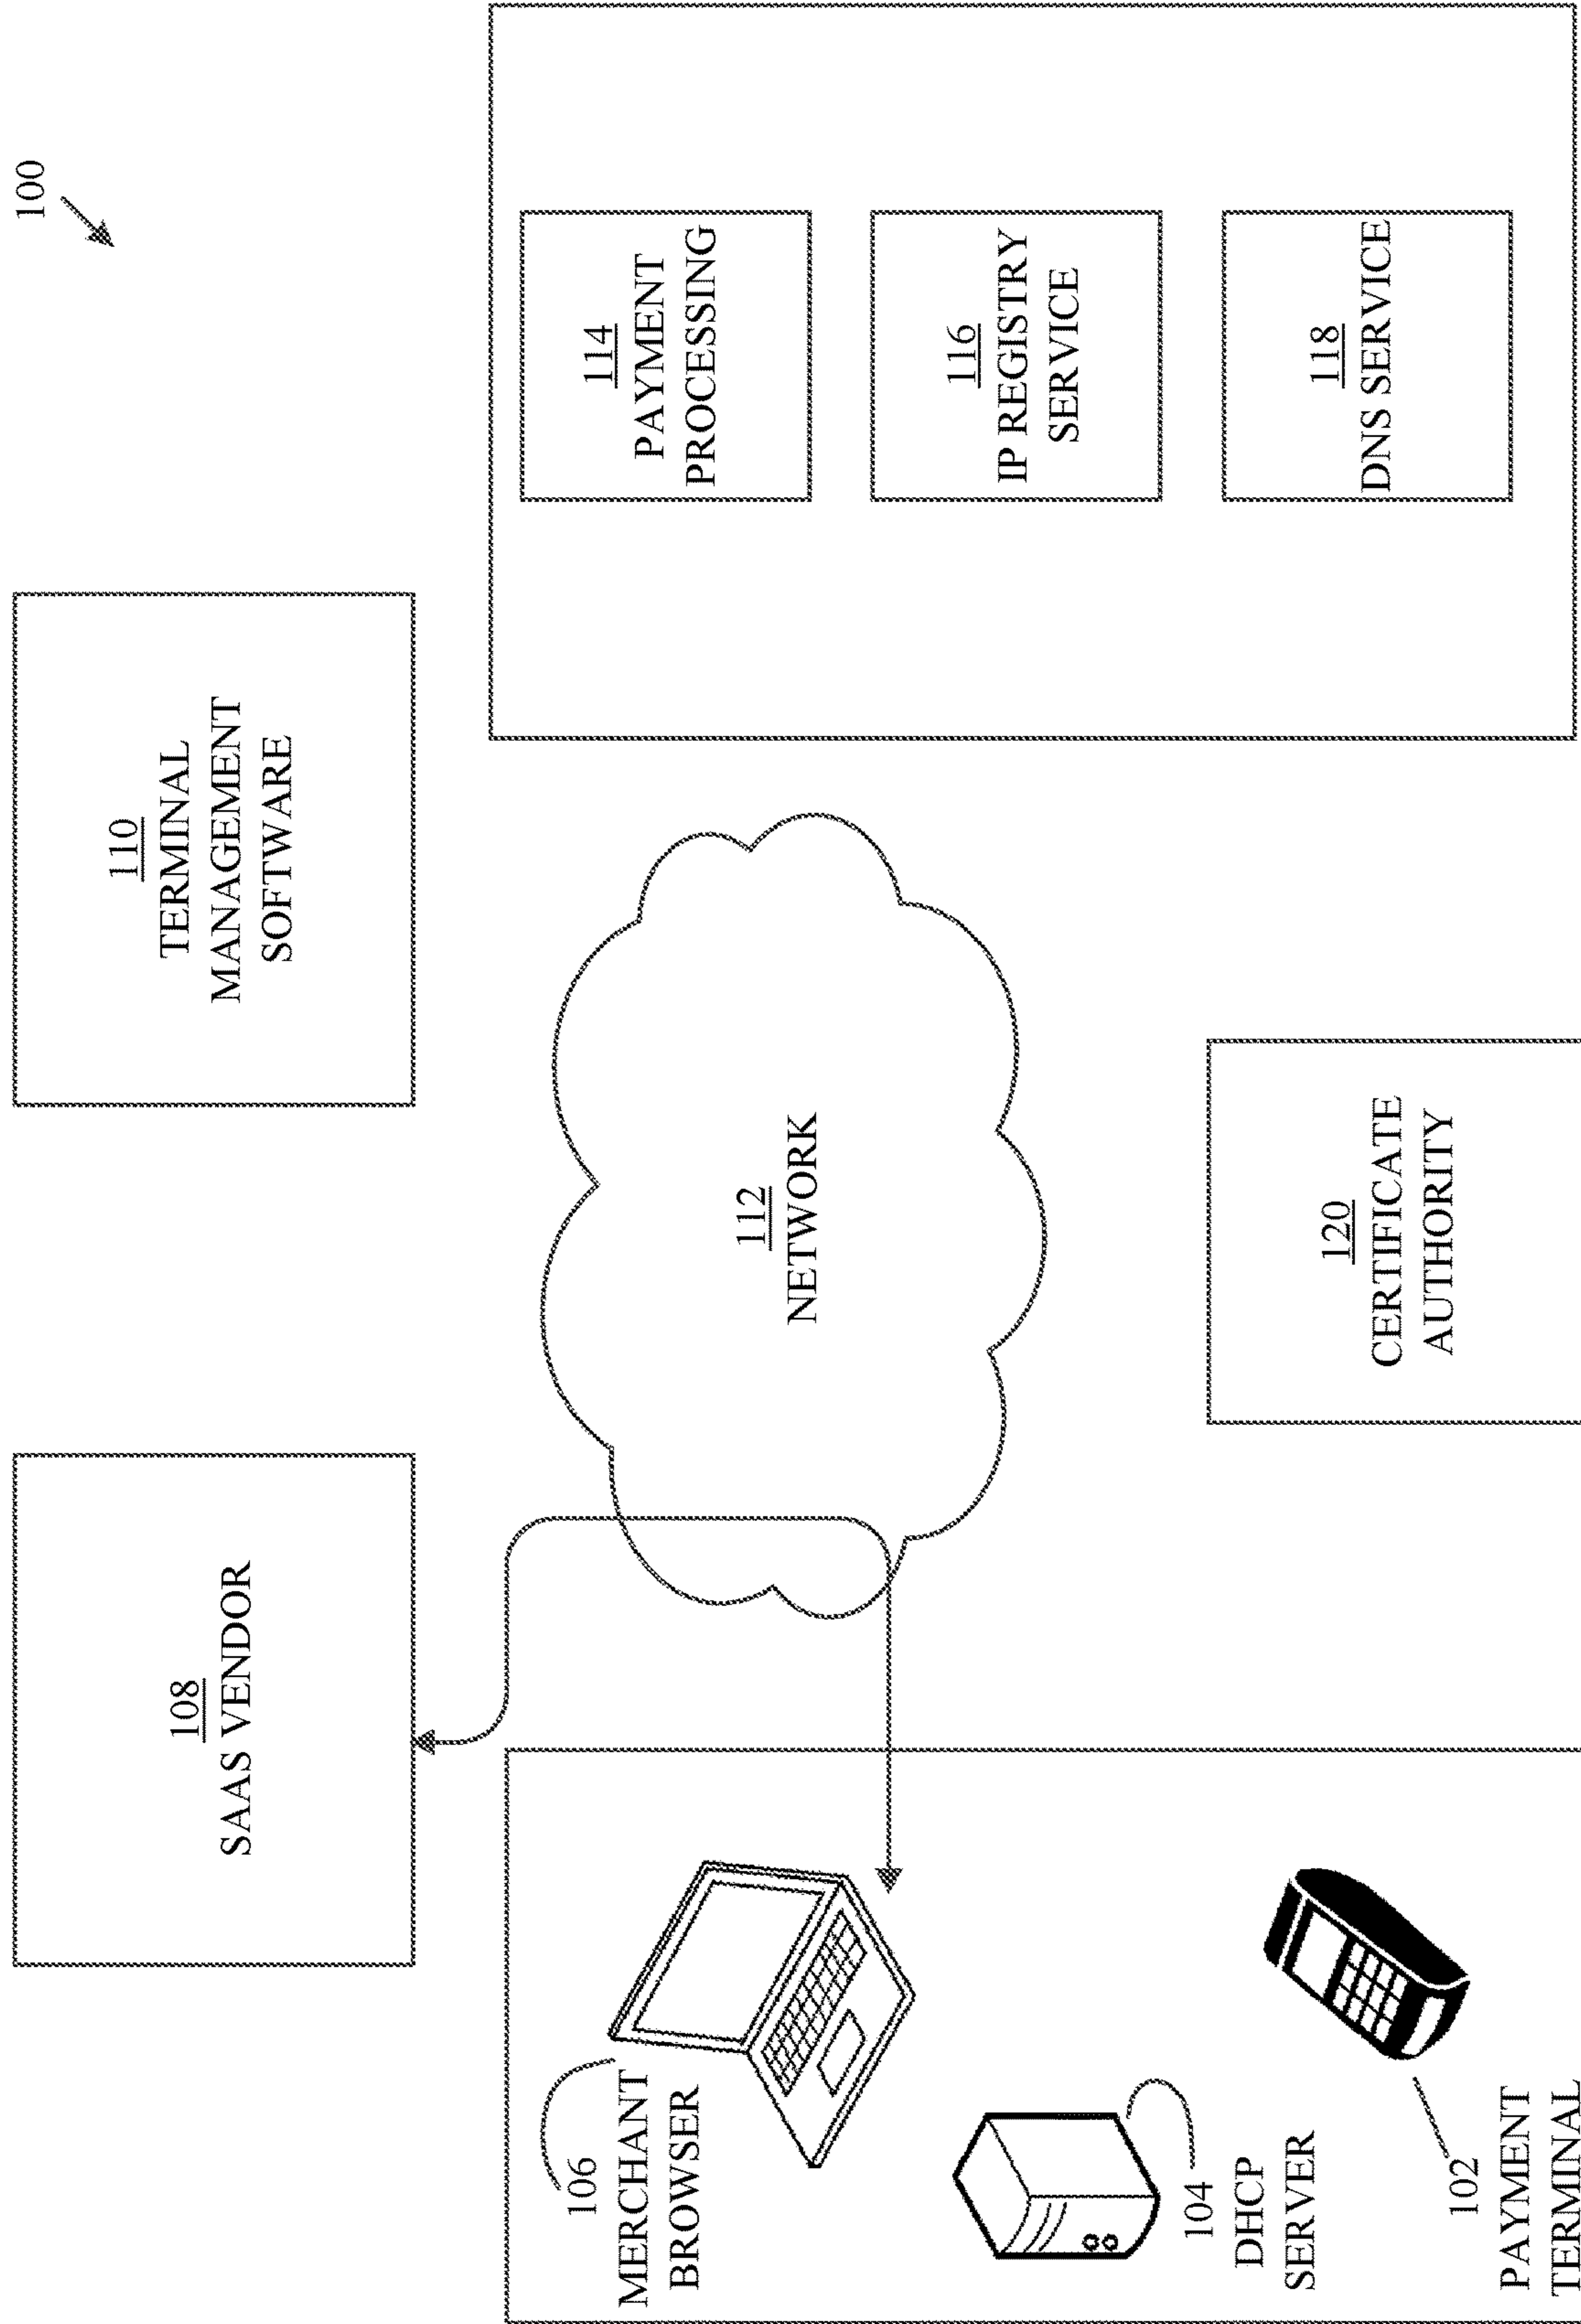 100
108
SAAS VENDOR
110
TERMINAL
MANAGEMENT
SOFTWARE
106
MERCHANT
BROWSER
104
DHCP
SERVER
102
PAYMENT
TERMINAL
112
NETWORK
120
CERTIFICATE
AUTHORITY
114
PAYMENT
PROCESSING
116
IP REGISTRY
SERVICE
118
DNS SERVICE